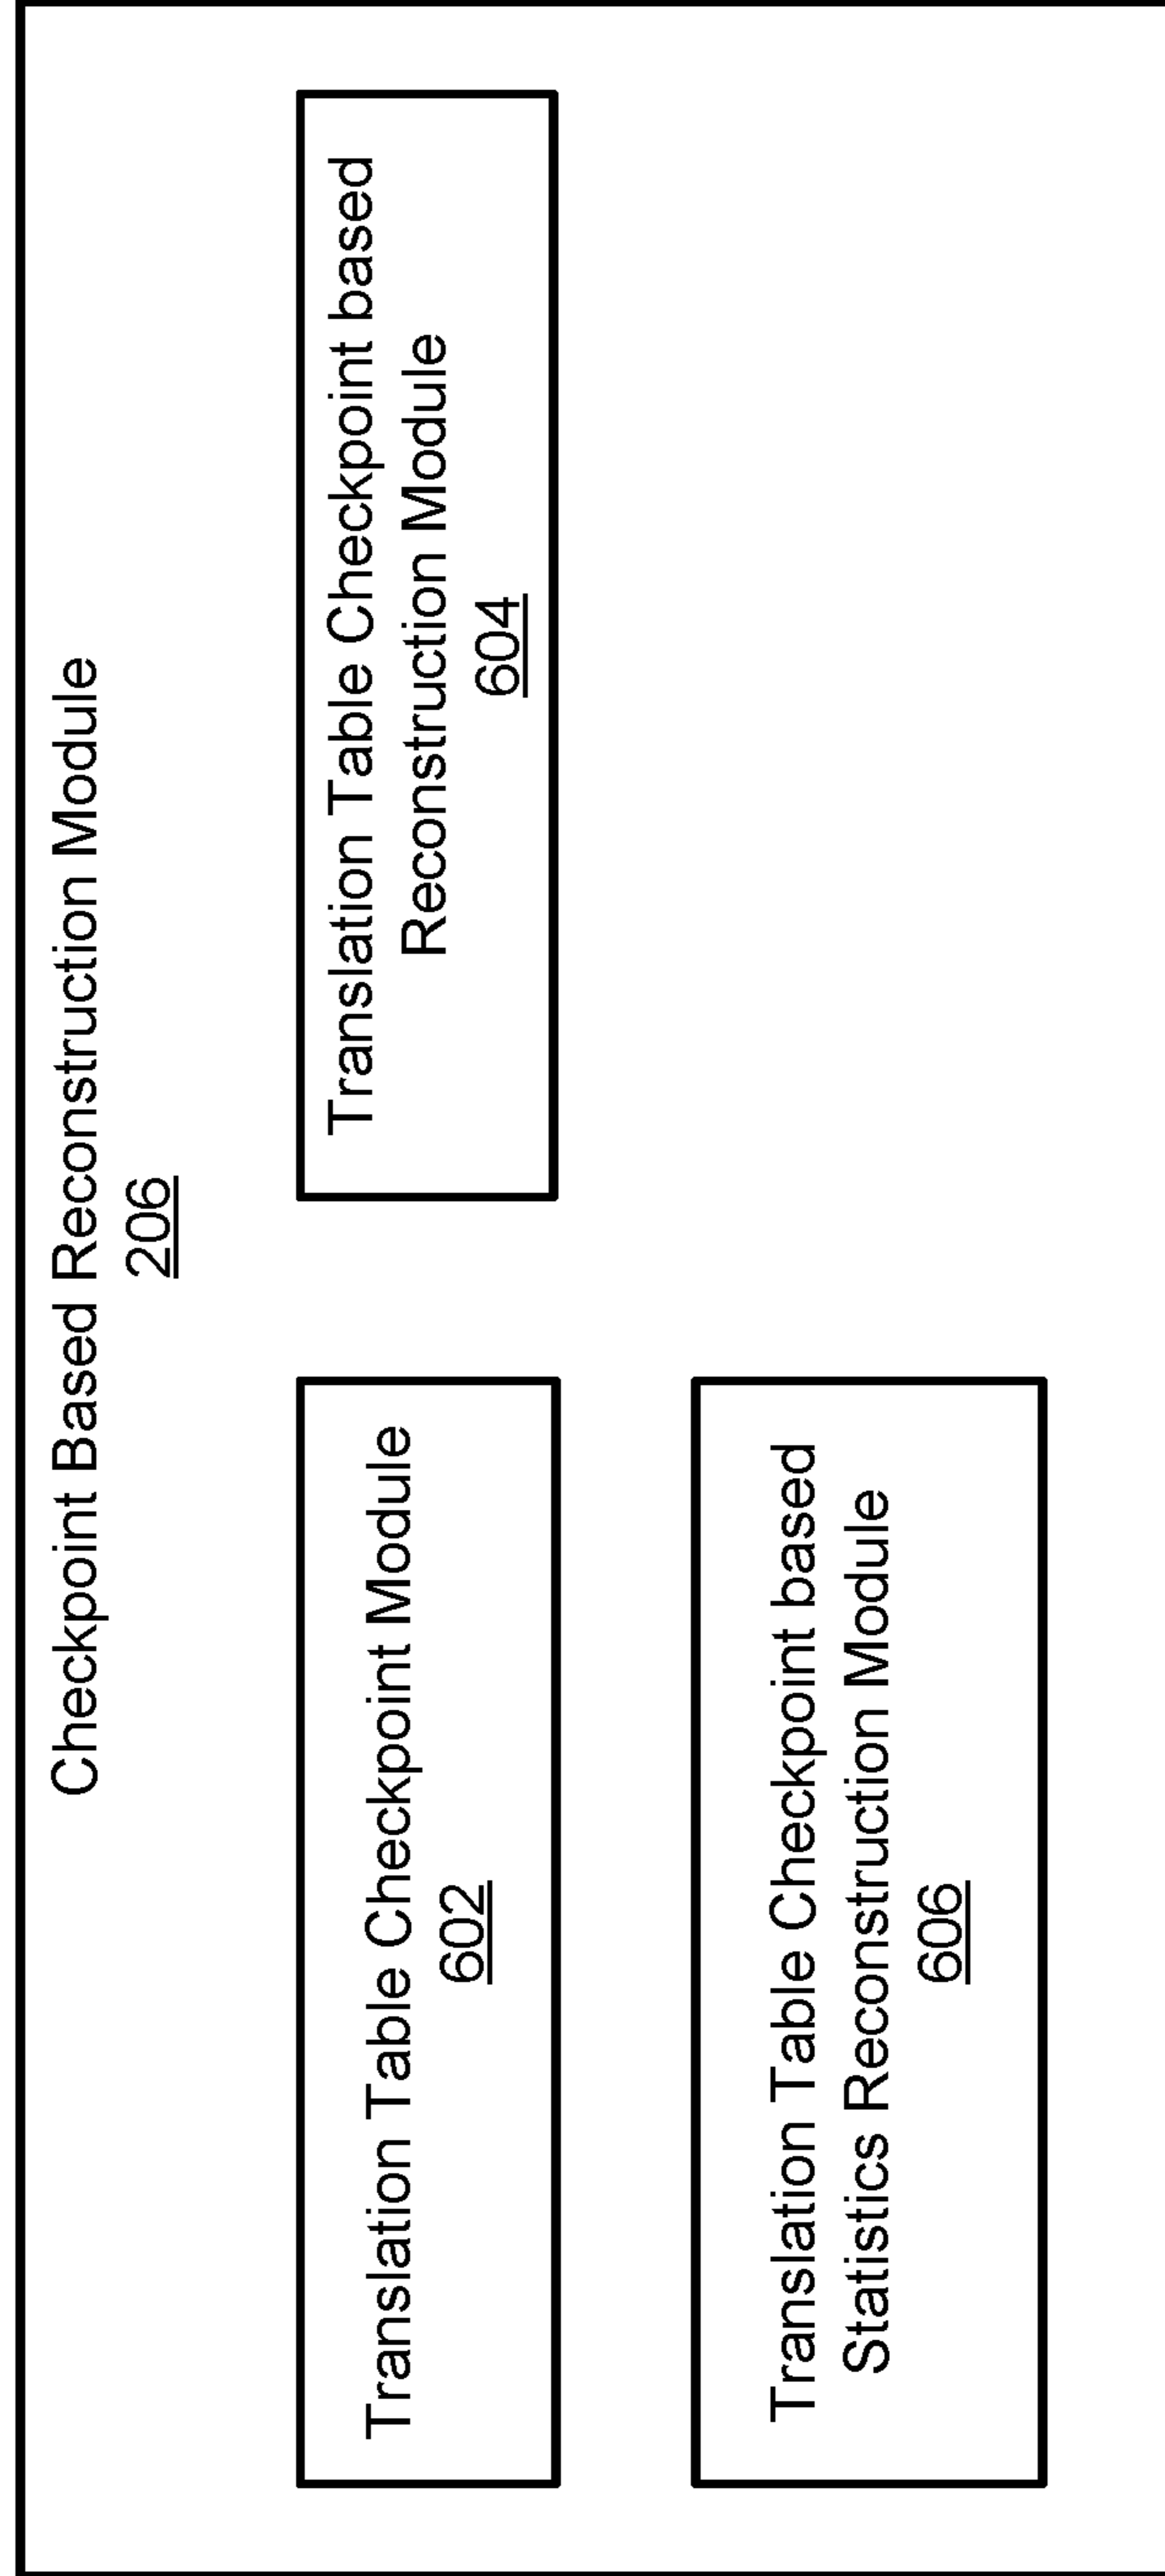 Checkpoint Based Reconstruction Module
206
Translation Table Checkpoint Module
602
Translation Table Checkpoint based
Reconstruction Module
604
Translation Table Checkpoint based
Statistics Reconstruction Module
606